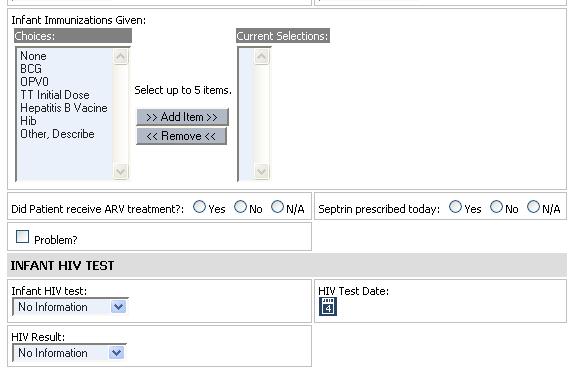 Infant Immunizations Given:
Choices:
Current Selections:
None
BCG
OPV0
TT Initial Dose
Hepatitis B Vacine
Hib
Other, Describe
Select up to 5 items.
>> Add Item >>
<< Remove <<
Did Patient receive ARV treatment?: Yes No N/A
Septrin prescribed today: Yes No N/A
Problem?
INFANT HIV TEST
Infant HIV test:
No Information
HIV Test Date:
4
HIV Result:
No Information